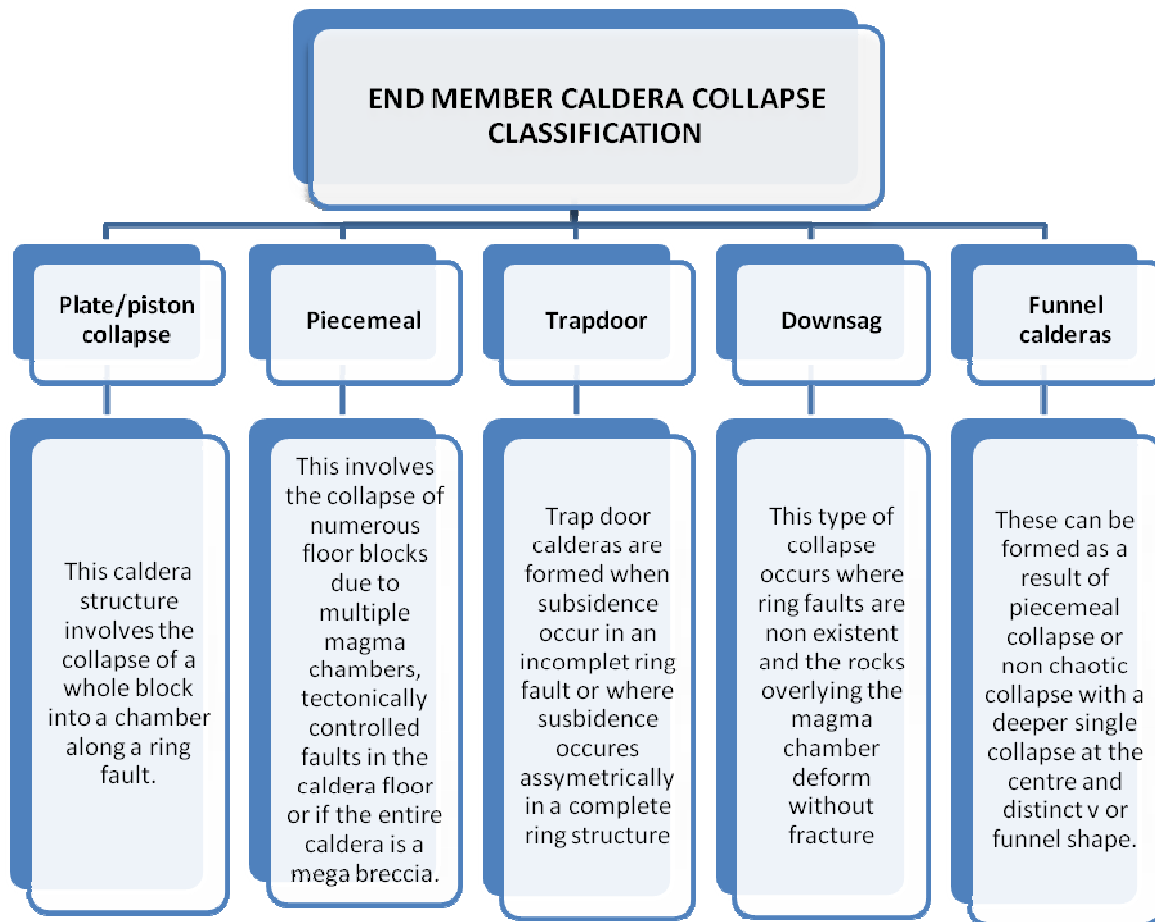 END MEMBER CALDERA COLLAPSE
CLASSIFICATION
Plate/piston
collapse
Piecemeal
Trapdoor
Downsag
Funnel
calderas
This caldera
structure
involves the
collapse of a
whole block
into a chamber
along a ring
fault.
This involves
the collapse of
numerous
floor blocks
due to
multiple
magma
chambers,
tectonically
controlled
faults in the
caldera floor
or if the entire
caldera is a
mega breccia.
Trap door
calderas are
formed when
subsidence
occur in an
incomplet ring
fault or where
susbidence
occures
assymetrically
in a complete
ring structure
This type of
collapse
occurs where
ring faults are
non existent
and the rocks
overlying the
magma
chamber
deform
without
fracture
These can be
formed as a
result of
piecemeal
collapse or
non chaotic
collapse with a
deeper single
collapse at the
centre and
distinct v or
funnel shape.